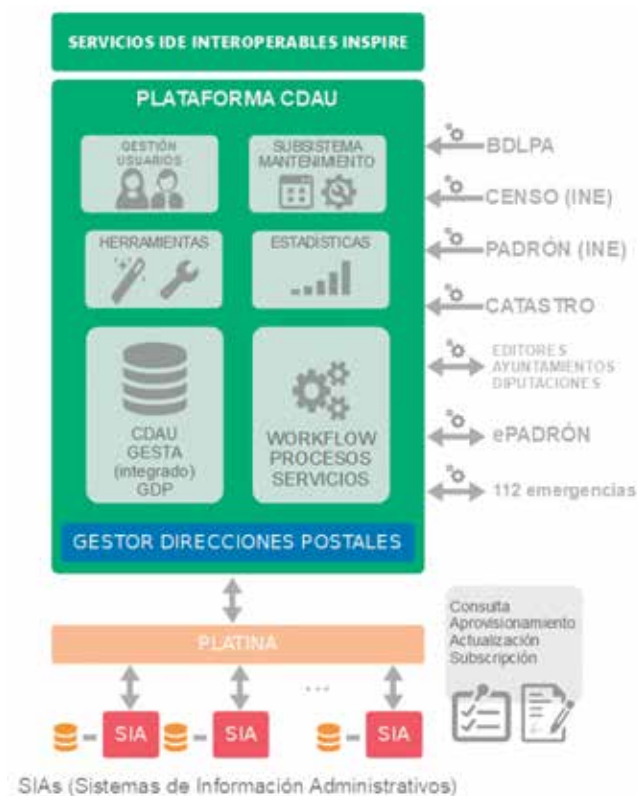 SERVICIOS IDE INTEROPERABLES INSPIRE
PLATAFORMA CDAU
GESTIÓN
USUARIOS
SUBSISTEMA
MANTENIMIENTO
HERRAMIENTAS
ESTADÍSTICAS
CDAU
GESTA
(integrado)
GDP
WORKFLOW
PROCESOS
SERVICIOS
GESTOR DIRECCIONES POSTALES
BDLPA
CENSO (INE)
PADRÓN (INE)
CATASTRO
EDITORES
AYUNTAMIENTOS
DIPUTACIONES
ePADRÓN
112 emergencias
PLATINA
Consulta
Aprovisionamiento
Actualización
Subscripción
...
SIA
SIA
SIA
SIAs (Sistemas de Información Administrativos)